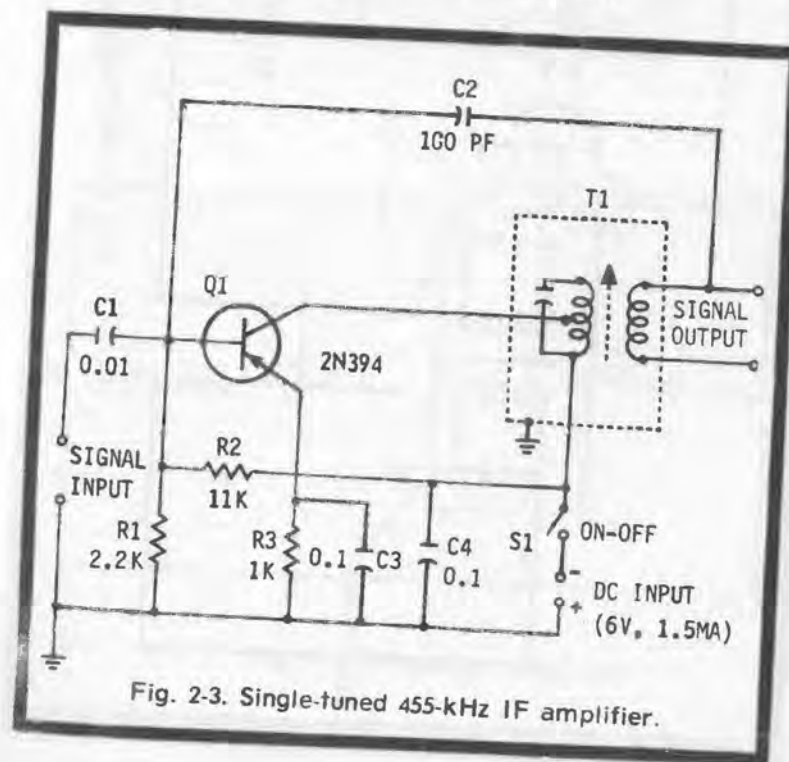 C2
1G0 PF
T1
Q1
C1
0.01
SIGNAL
OUTPUT
2N394
SIGNAL
INPUT
R2
11K
R1
2.2K
R3
1K
0.1
C3
C4
0.1
S1
ON-OFF
-
+
DC INPUT
(6V, 1.5MA)
Fig. 2-3. Single-tuned 455-kHz IF amplifier.